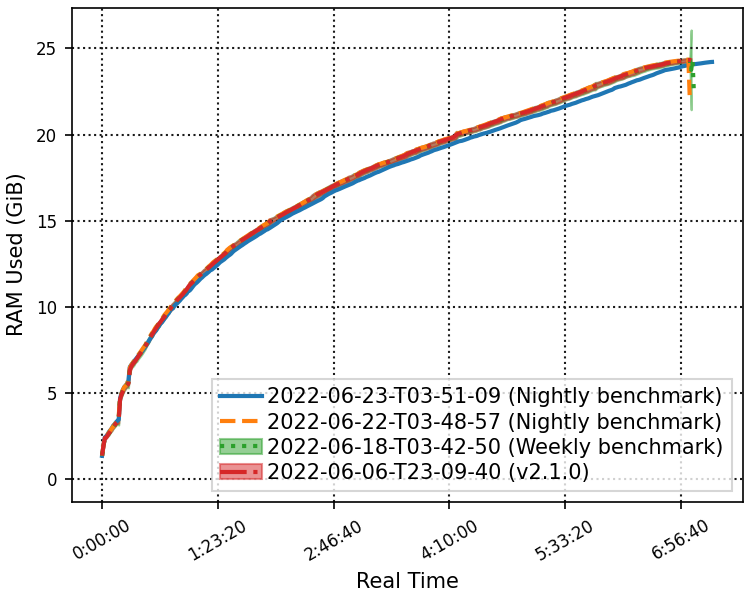 25
20
15
10
5
0
RAM Used (GiB)
2022-06-23-T03-51-09 (Nightly benchmark)
2022-06-22-T03-48-57 (Nightly benchmark)
2022-06-18-T03-42-50 (Weekly benchmark)
2022-06-06-T23-09-40 (v2.1.0)
0:00:00
1:23:20
2:46:40
4:10:00
5:33:20
6:56:40
Real Time